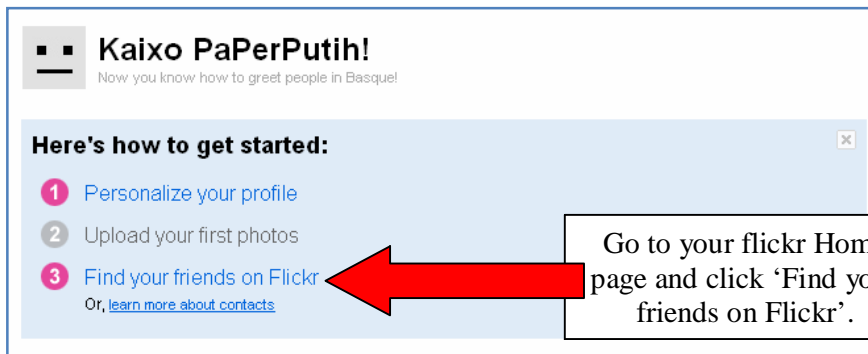 Kaixo PaPerPutih!
Now you know how to greet people in Basque!
Here's how to get started:
1 Personalize your profile
2 Upload your first photos
3 Find your friends on Flickr
Or, learn more about contacts
Go to your flickr Hom
page and click ‘Find yo
friends on Flickr’.